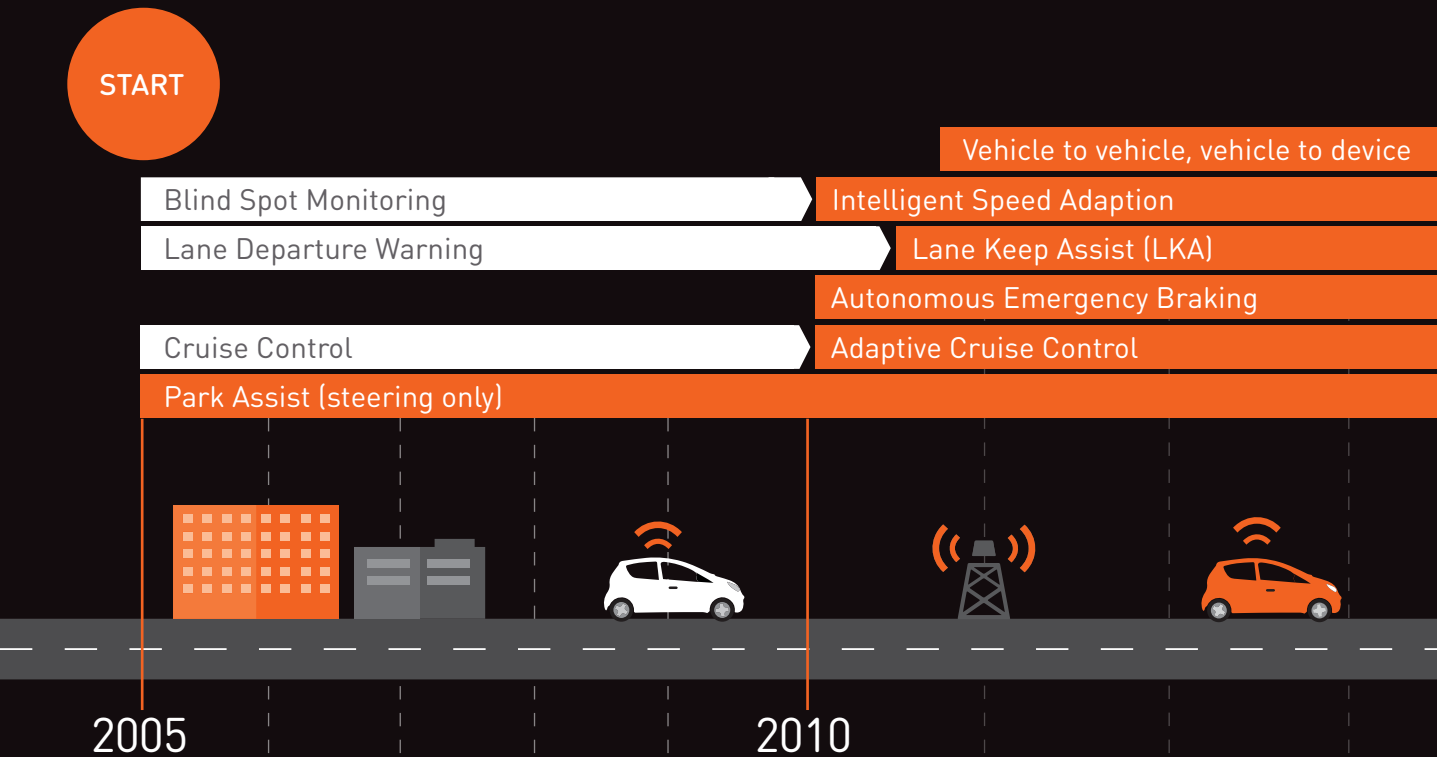 START
Vehicle to vehicle, vehicle to device
Blind Spot Monitoring
Intelligent Speed Adaption
Lane Departure Warning
Lane Keep Assist (LKA)
Autonomous Emergency Braking
Cruise Control
Adaptive Cruise Control
Park Assist (steering only)
2005
2010